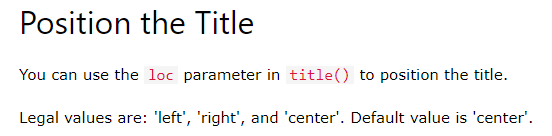 Position the Title
You can use the loc parameter in title() to position the title.
Legal values are: 'left', 'right', and 'center'. Default value is 'center'.